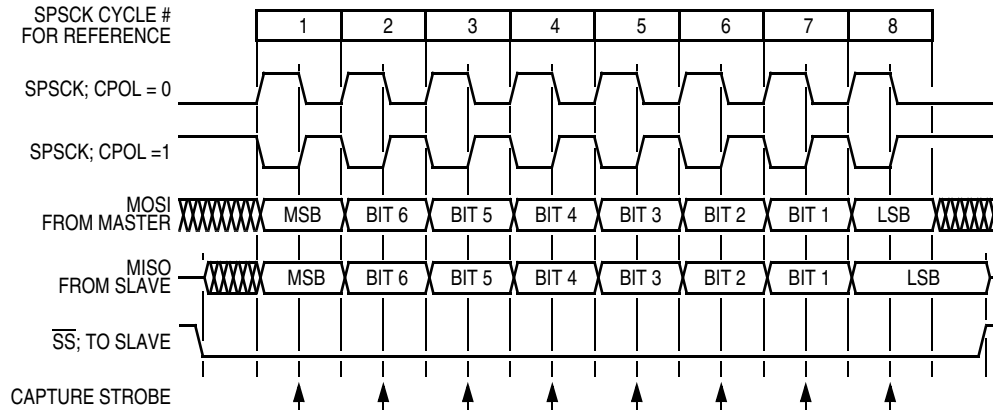 SPSCK CYCLE #
FOR REFERENCE
1 2 3 4 5 6 7 8
SPSCK; CPOL = 0
SPSCK; CPOL =1
MOSI
FROM MASTER
MSB BIT 6 BIT 5 BIT 4 BIT 3 BIT 2 BIT 1 LSB
MISO
FROM SLAVE
MSB BIT 6 BIT 5 BIT 4 BIT 3 BIT 2 BIT 1 LSB
SS; TO SLAVE
CAPTURE STROBE